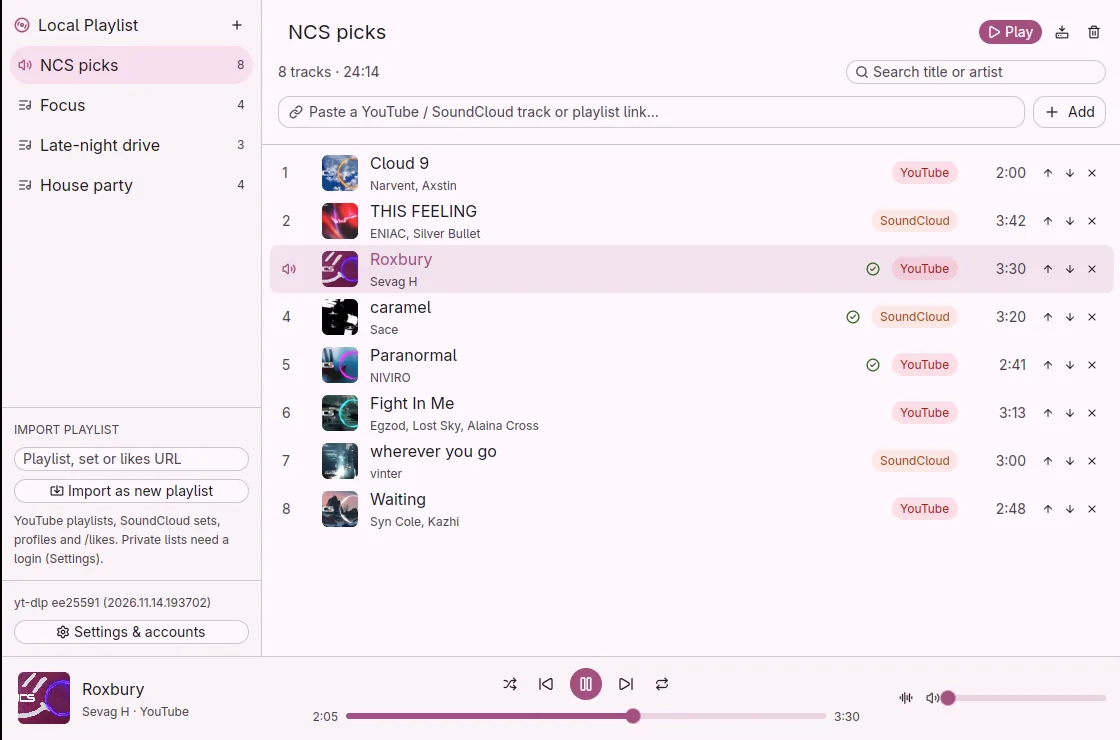 Local Playlist
NCS picks 8
Focus 4
Late-night drive 3
House party 4
IMPORT PLAYLIST
Playlist, set or likes URL
Import as new playlist
YouTube playlists, SoundCloud sets,
profiles and /likes. Private lists need a
login (Settings).
yt-dlp ee25591 (2026.11.14.193702)
Settings & accounts
NCS picks
Play
8 tracks · 24:14
Search title or artist
Paste a YouTube / SoundCloud track or playlist link...
Add
1 Cloud 9 YouTube 2:00
Narvent, Axstin
2 THIS FEELING SoundCloud 3:42
ENIAC, Silver Bullet
Roxbury YouTube 3:30
Sevag H
4 caramel SoundCloud 3:20
Sace
5 Paranormal YouTube 2:41
NIVIRO
6 Fight In Me YouTube 3:13
Egzod, Lost Sky, Alaina Cross
7 wherever you go SoundCloud 3:00
vinter
8 Waiting YouTube 2:48
Syn Cole, Kazhi
Roxbury
Sevag H · YouTube
2:05 3:30